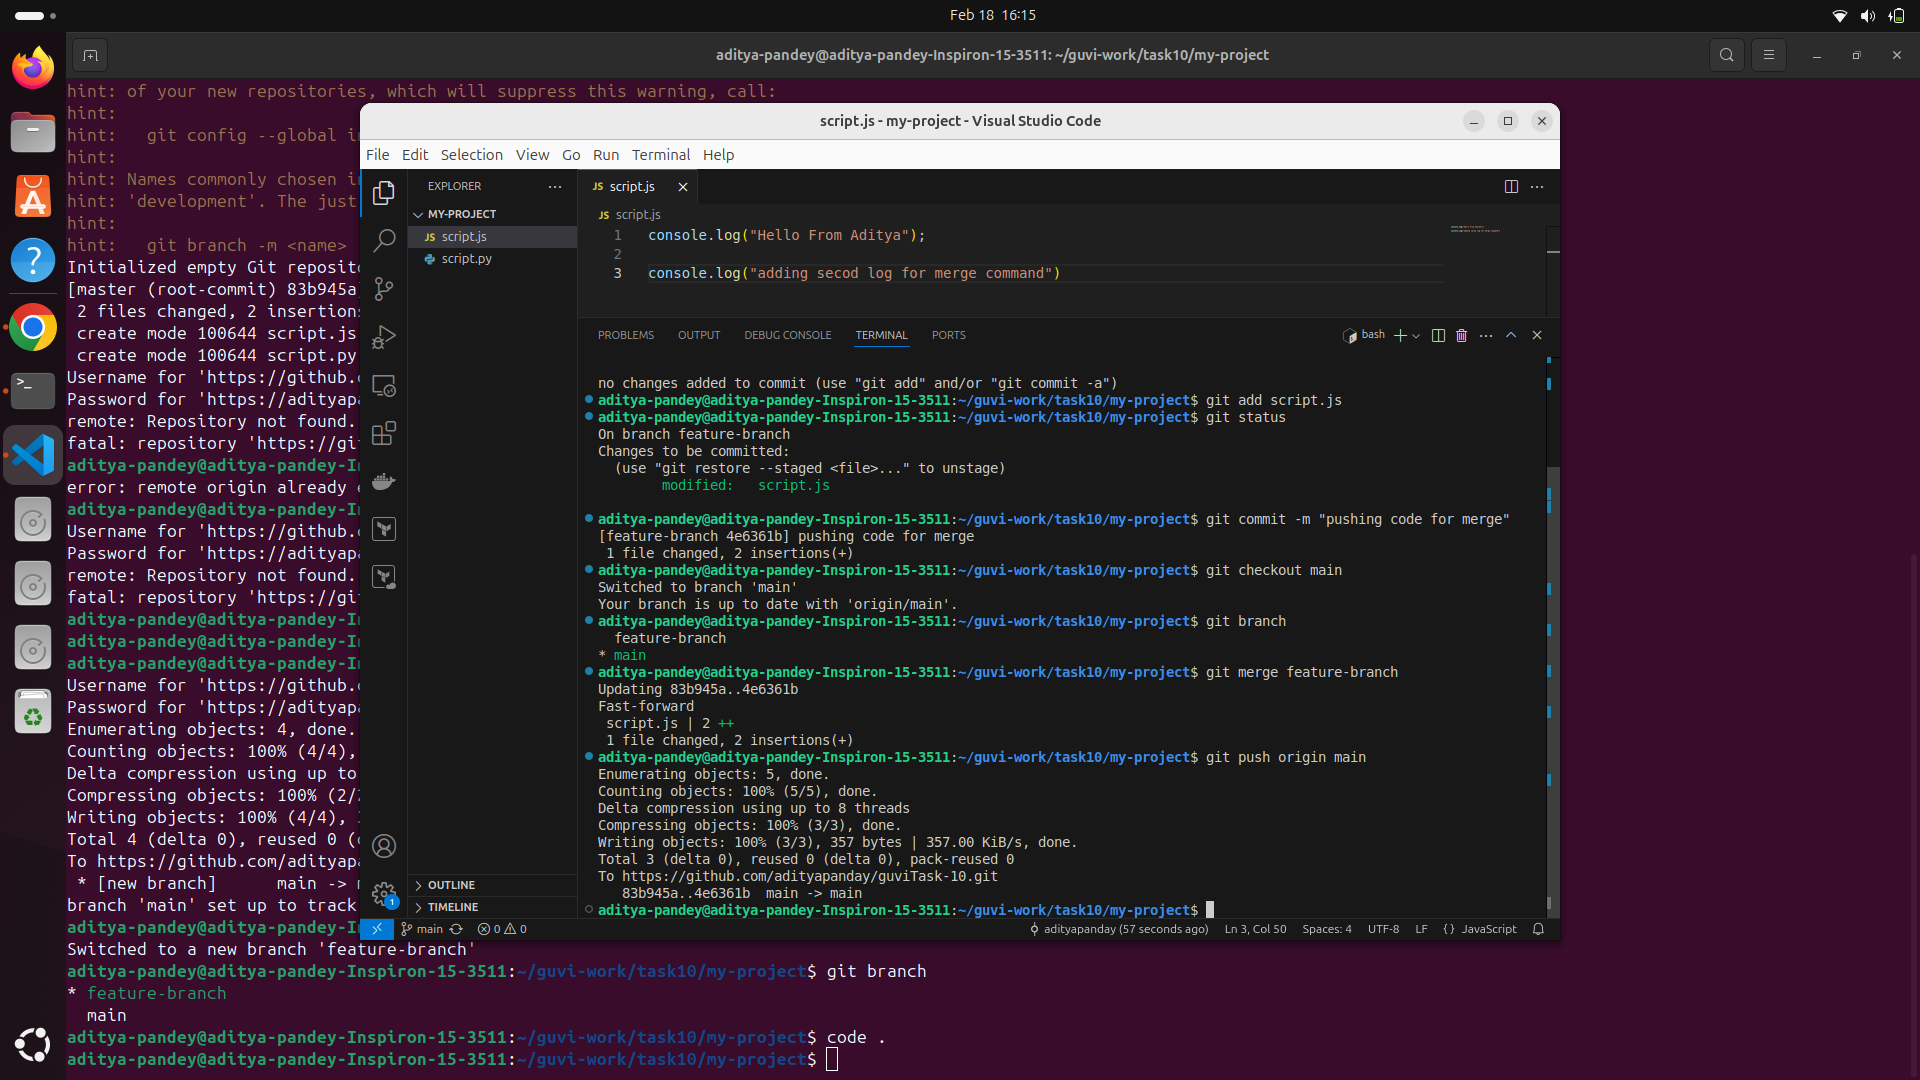 Feb 18 16:15
aditya-pandey@aditya-pandey-Inspiron-15-3511: ~/guvi-work/task10/my-project
hint: of your new repositories, which will suppress this warning, call:
hint:
hint:   git config --global
hint:
hint: Names commonly chosen
hint: 'development'. The just
hint:
hint:   git branch -m <name>
Initialized empty Git
[master (root-commit) 83b945a
 2 files changed, 2
 create mode 100644 script.js
 create mode 100644 script.py
Username for
Password for
remote: Repository not found.
fatal: repository
aditya-pandey@aditya-pandey-
error: remote origin already
aditya-pandey@aditya-pandey-
Username for
Password for
remote: Repository not found.
fatal: repository
aditya-pandey@aditya-pandey-
aditya-pandey@aditya-pandey-
aditya-pandey@aditya-pandey-
Username for
Password for
Enumerating objects: 4, done.
Counting objects: 100% (4/4),
Delta compression using up to
Compressing objects: 100%
Writing objects: 100% (4/4),
Total 4 (delta 0), reused 0
To
 * [new branch]      main ->
branch 'main' set up to track
aditya-pandey@aditya-pandey-
Switched to a new branch 'feature-branch'
aditya-pandey@aditya-pandey-Inspiron-15-3511:~/guvi-work/task10/my-project$ git branch
* feature-branch
  main
aditya-pandey@aditya-pandey-Inspiron-15-3511:~/guvi-work/task10/my-project$ code .
aditya-pandey@aditya-pandey-Inspiron-15-3511:~/guvi-work/task10/my-project$
script.js - my-project - Visual Studio Code
File Edit Selection View Go Run Terminal Help
EXPLORER
MY-PROJECT
JS script.js
script.py
OUTLINE
TIMELINE
JS script.js
JS script.js
1 console.log("Hello From Aditya");
2
3 console.log("adding secod log for merge command")
PROBLEMS OUTPUT DEBUG CONSOLE TERMINAL PORTS bash
no changes added to commit (use "git add" and/or "git commit -a")
aditya-pandey@aditya-pandey-Inspiron-15-3511:~/guvi-work/task10/my-project$ git add script.js
aditya-pandey@aditya-pandey-Inspiron-15-3511:~/guvi-work/task10/my-project$ git status
On branch feature-branch
Changes to be committed:
  (use "git restore --staged <file>..." to unstage)
        modified:   script.js
aditya-pandey@aditya-pandey-Inspiron-15-3511:~/guvi-work/task10/my-project$ git commit -m "pushing code for merge"
[feature-branch 4e6361b] pushing code for merge
 1 file changed, 2 insertions(+)
aditya-pandey@aditya-pandey-Inspiron-15-3511:~/guvi-work/task10/my-project$ git checkout main
Switched to branch 'main'
Your branch is up to date with 'origin/main'.
aditya-pandey@aditya-pandey-Inspiron-15-3511:~/guvi-work/task10/my-project$ git branch
  feature-branch
* main
aditya-pandey@aditya-pandey-Inspiron-15-3511:~/guvi-work/task10/my-project$ git merge feature-branch
Updating 83b945a..4e6361b
Fast-forward
 script.js | 2 ++
 1 file changed, 2 insertions(+)
aditya-pandey@aditya-pandey-Inspiron-15-3511:~/guvi-work/task10/my-project$ git push origin main
Enumerating objects: 5, done.
Counting objects: 100% (5/5), done.
Delta compression using up to 8 threads
Compressing objects: 100% (3/3), done.
Writing objects: 100% (3/3), 357 bytes | 357.00 KiB/s, done.
Total 3 (delta 0), reused 0 (delta 0), pack-reused 0
To https://github.com/adityapanday/guviTask-10.git
   83b945a..4e6361b  main -> main
aditya-pandey@aditya-pandey-Inspiron-15-3511:~/guvi-work/task10/my-project$
1
main 0 0 adityapanday (57 seconds ago) Ln 3, Col 50 Spaces: 4 UTF-8 LF {} JavaScript